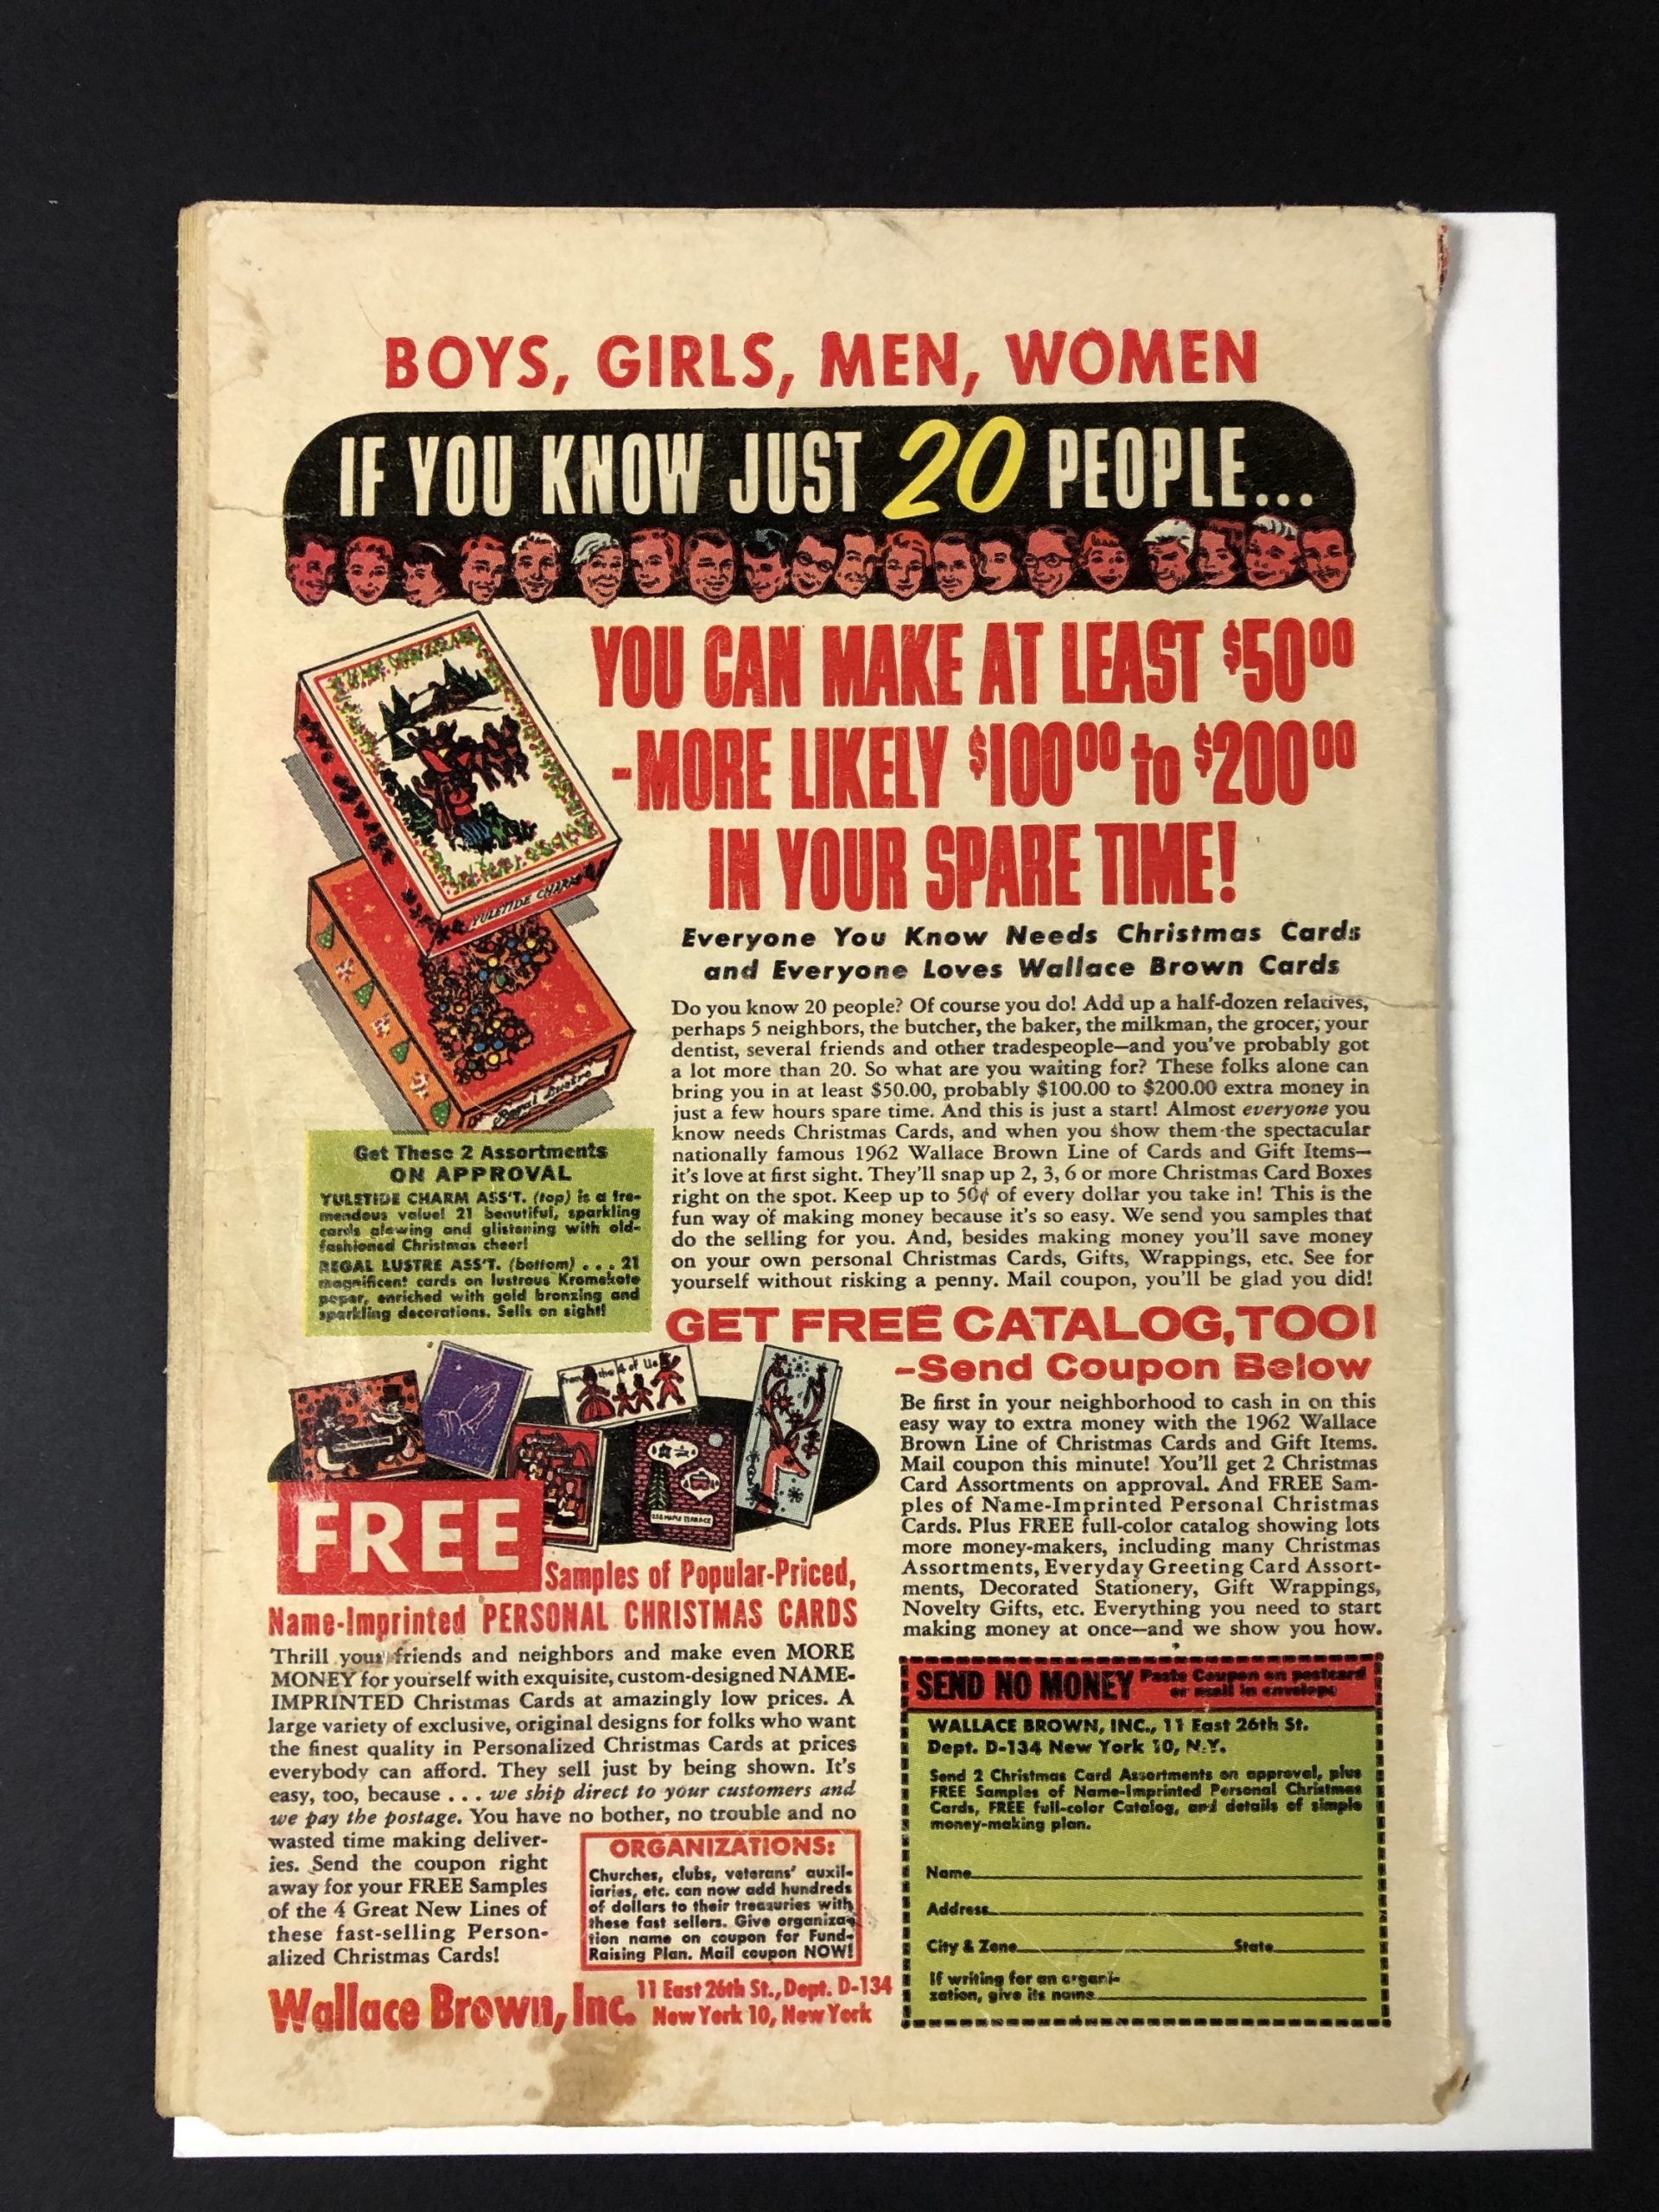 BOYS, GIRLS, MEN, WOMEN
IF YOU KNOW JUST 20 PEOPLE...
YOU CAN MAKE AT LEAST $50⁰⁰
-MORE LIKELY $100⁰⁰ to $200⁰⁰
IN YOUR SPARE TIME!
YULETIDE CHARM
Regal Lustre
Everyone You Know Needs Christmas Cards
and Everyone Loves Wallace Brown Cards
Do you know 20 people? Of course you do! Add up a half-dozen relatives,
perhaps 5 neighbors, the butcher, the baker, the milkman, the grocer, your
dentist, several friends and other tradespeople—and you've probably got
a lot more than 20. So what are you waiting for? These folks alone can
bring you in at least $50.00, probably $100.00 to $200.00 extra money in
just a few hours spare time. And this is just a start! Almost everyone you
know needs Christmas Cards, and when you show them the spectacular
nationally famous 1962 Wallace Brown Line of Cards and Gift Items—
it's love at first sight. They'll snap up 2, 3, 6 or more Christmas Card Boxes
right on the spot. Keep up to 50¢ of every dollar you take in! This is the
fun way of making money because it's so easy. We send you samples that
do the selling for you. And, besides making money you'll save money
on your own personal Christmas Cards, Gifts, Wrappings, etc. See for
yourself without risking a penny. Mail coupon, you'll be glad you did!
Get These 2 Assortments
ON APPROVAL
YULETIDE CHARM ASS'T. (top) is a tre-
mendous value! 21 beautiful, sparkling
cards glowing and glistening with old-
fashioned Christmas cheer!
REGAL LUSTRE ASS'T. (bottom) . . . 21
magnificent cards on lustrous Kromekote
paper, enriched with gold bronzing and
sparkling decorations. Sells on sight!
GET FREE CATALOG, TOO!
-Send Coupon Below
Be first in your neighborhood to cash in on this
easy way to extra money with the 1962 Wallace
Brown Line of Christmas Cards and Gift Items.
Mail coupon this minute! You'll get 2 Christmas
Card Assortments on approval. And FREE Sam-
ples of Name-Imprinted Personal Christmas
Cards. Plus FREE full-color catalog showing lots
more money-makers, including many Christmas
Assortments, Everyday Greeting Card Assort-
ments, Decorated Stationery, Gift Wrappings,
Novelty Gifts, etc. Everything you need to start
making money at once—and we show you how.
From the 4 of Us
238 MAPLE TERRACE
FREE
Samples of Popular-Priced,
Name-Imprinted PERSONAL CHRISTMAS CARDS
Thrill your friends and neighbors and make even MORE
MONEY for yourself with exquisite, custom-designed NAME-
IMPRINTED Christmas Cards at amazingly low prices. A
large variety of exclusive, original designs for folks who want
the finest quality in Personalized Christmas Cards at prices
everybody can afford. They sell just by being shown. It's
easy, too, because . . . we ship direct to your customers and
we pay the postage. You have no bother, no trouble and no
wasted time making deliver-
ies. Send the coupon right
away for your FREE Samples
of the 4 Great New Lines of
these fast-selling Person-
alized Christmas Cards!
ORGANIZATIONS:
Churches, clubs, veterans' auxil-
iaries, etc. can now add hundreds
of dollars to their treasuries with
these fast sellers. Give organiza-
tion name on coupon for Fund-
Raising Plan. Mail coupon NOW!
Wallace Brown, Inc. 11 East 26th St., Dept. D-134
New York 10, New York
SEND NO MONEY Paste Coupon on postcard
or mail in envelope
WALLACE BROWN, INC., 11 East 26th St.
Dept. D-134 New York 10, N.Y.
Send 2 Christmas Card Assortments on approval, plus
FREE Samples of Name-Imprinted Personal Christmas
Cards, FREE full-color Catalog, and details of simple
money-making plan.
Name
Address
City & Zone State
If writing for an organi-
zation, give its name